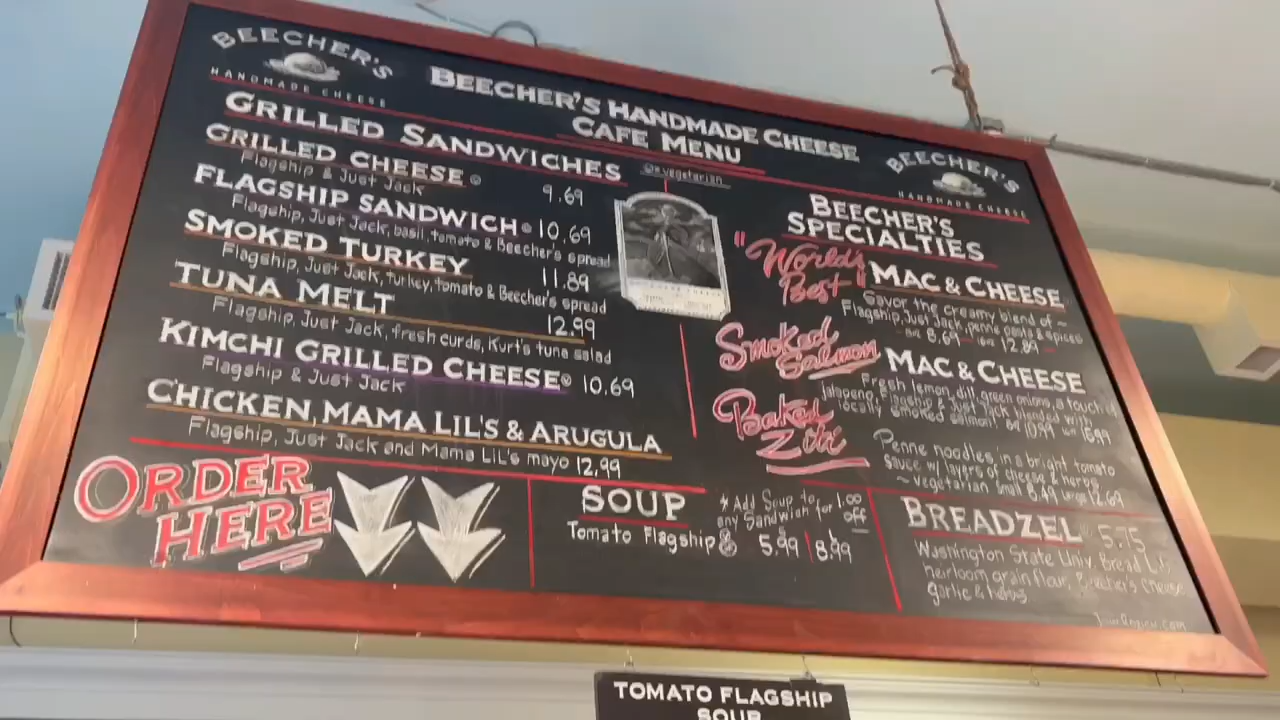 BEECHER'S
HANDMADE CHEESE
BEECHER'S HANDMADE CHEESE
CAFE MENU
BEECHER'S
HANDMADE CHEESE
GRILLED SANDWICHES
= vegetarian
GRILLED CHEESE
Flagship & Just Jack 9.69
FLAGSHIP SANDWICH 10.69
Flagship, Just Jack, basil, tomato & Beecher's spread
SMOKED TURKEY 11.89
Flagship, Just Jack, turkey, tomato & Beecher's spread
TUNA MELT 12.99
Flagship, Just Jack, fresh curds, Kurt's tuna salad
KIMCHI GRILLED CHEESE 10.69
Flagship & Just Jack
CHICKEN, MAMA LIL'S & ARUGULA
Flagship, Just Jack and Mama Lil's mayo 12.99
ORDER
HERE
BEECHER'S
SPECIALTIES
"World's
Best" MAC & CHEESE
Savor the creamy blend of ~
Flagship, Just Jack, penne pasta & spices
8.69 12.89
Smoked
Salmon MAC & CHEESE
Fresh lemon, dill, green onions, a touch of
jalapeno, Flagship & Just Jack blended with
locally smoked salmon! 10.99 16.99
Baked
Ziti
Penne noodles in a bright tomato
sauce w/ layers of cheese & herbs
~ vegetarian small 8.49 large 12.69
SOUP
* Add Soup to
any Sandwich for 1.00
off
Tomato Flagship 5.99 | 8.99
BREADZEL 5.75
Washington State Univ. Bread
heirloom grain flour, Beecher's cheese
garlic & herbs
TOMATO FLAGSHIP
SOUP